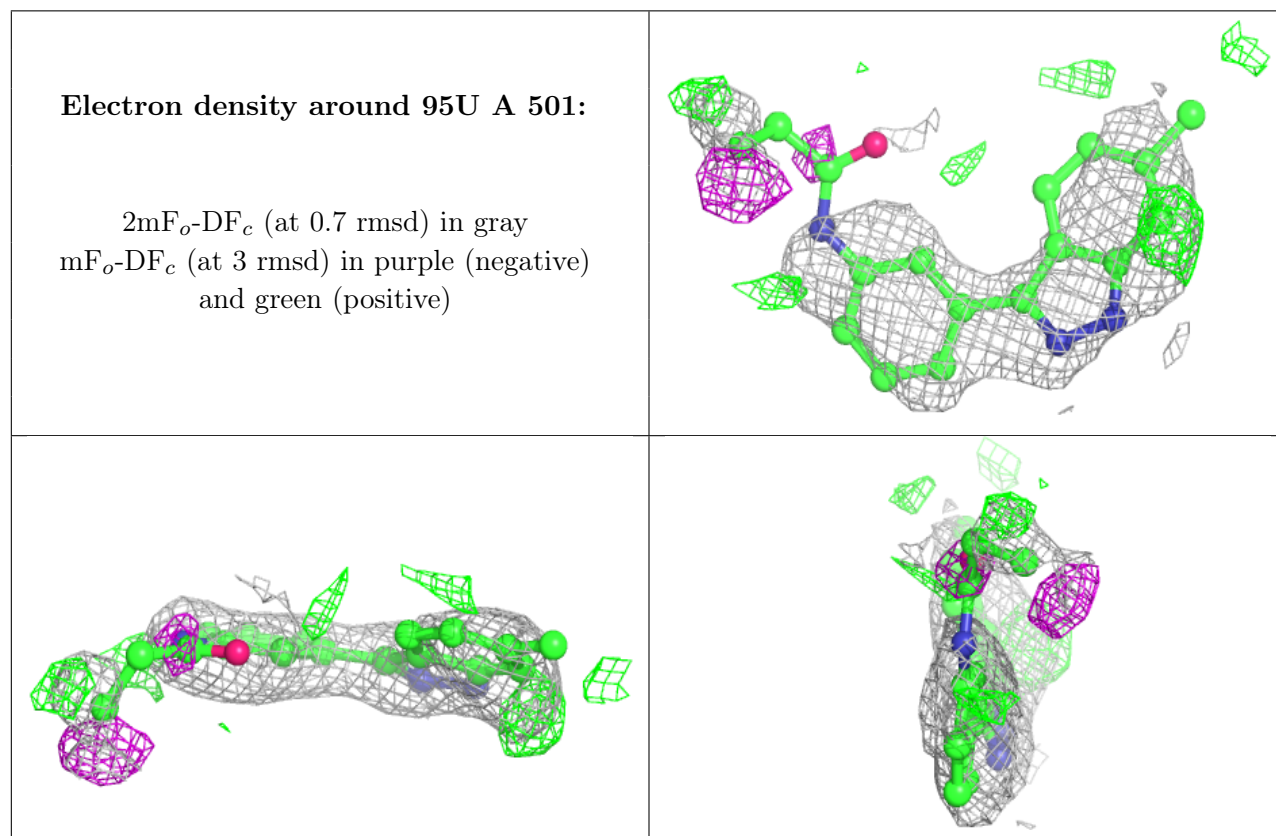 Electron density around 95U A 501:
2mFo-DFc (at 0.7 rmsd) in gray
mFo-DFc (at 3 rmsd) in purple (negative)
and green (positive)